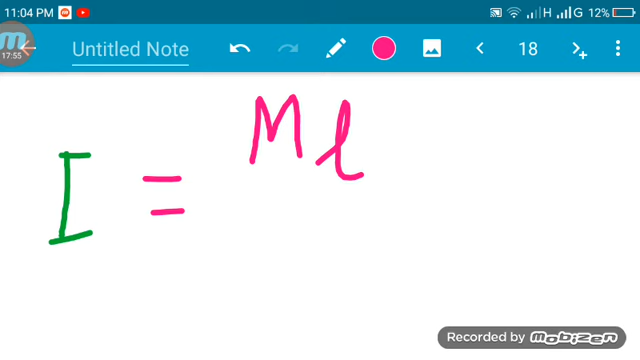 11:04 PM H G 12%
17:55 Untitled Note 18
I = Ml
Recorded by mobizen